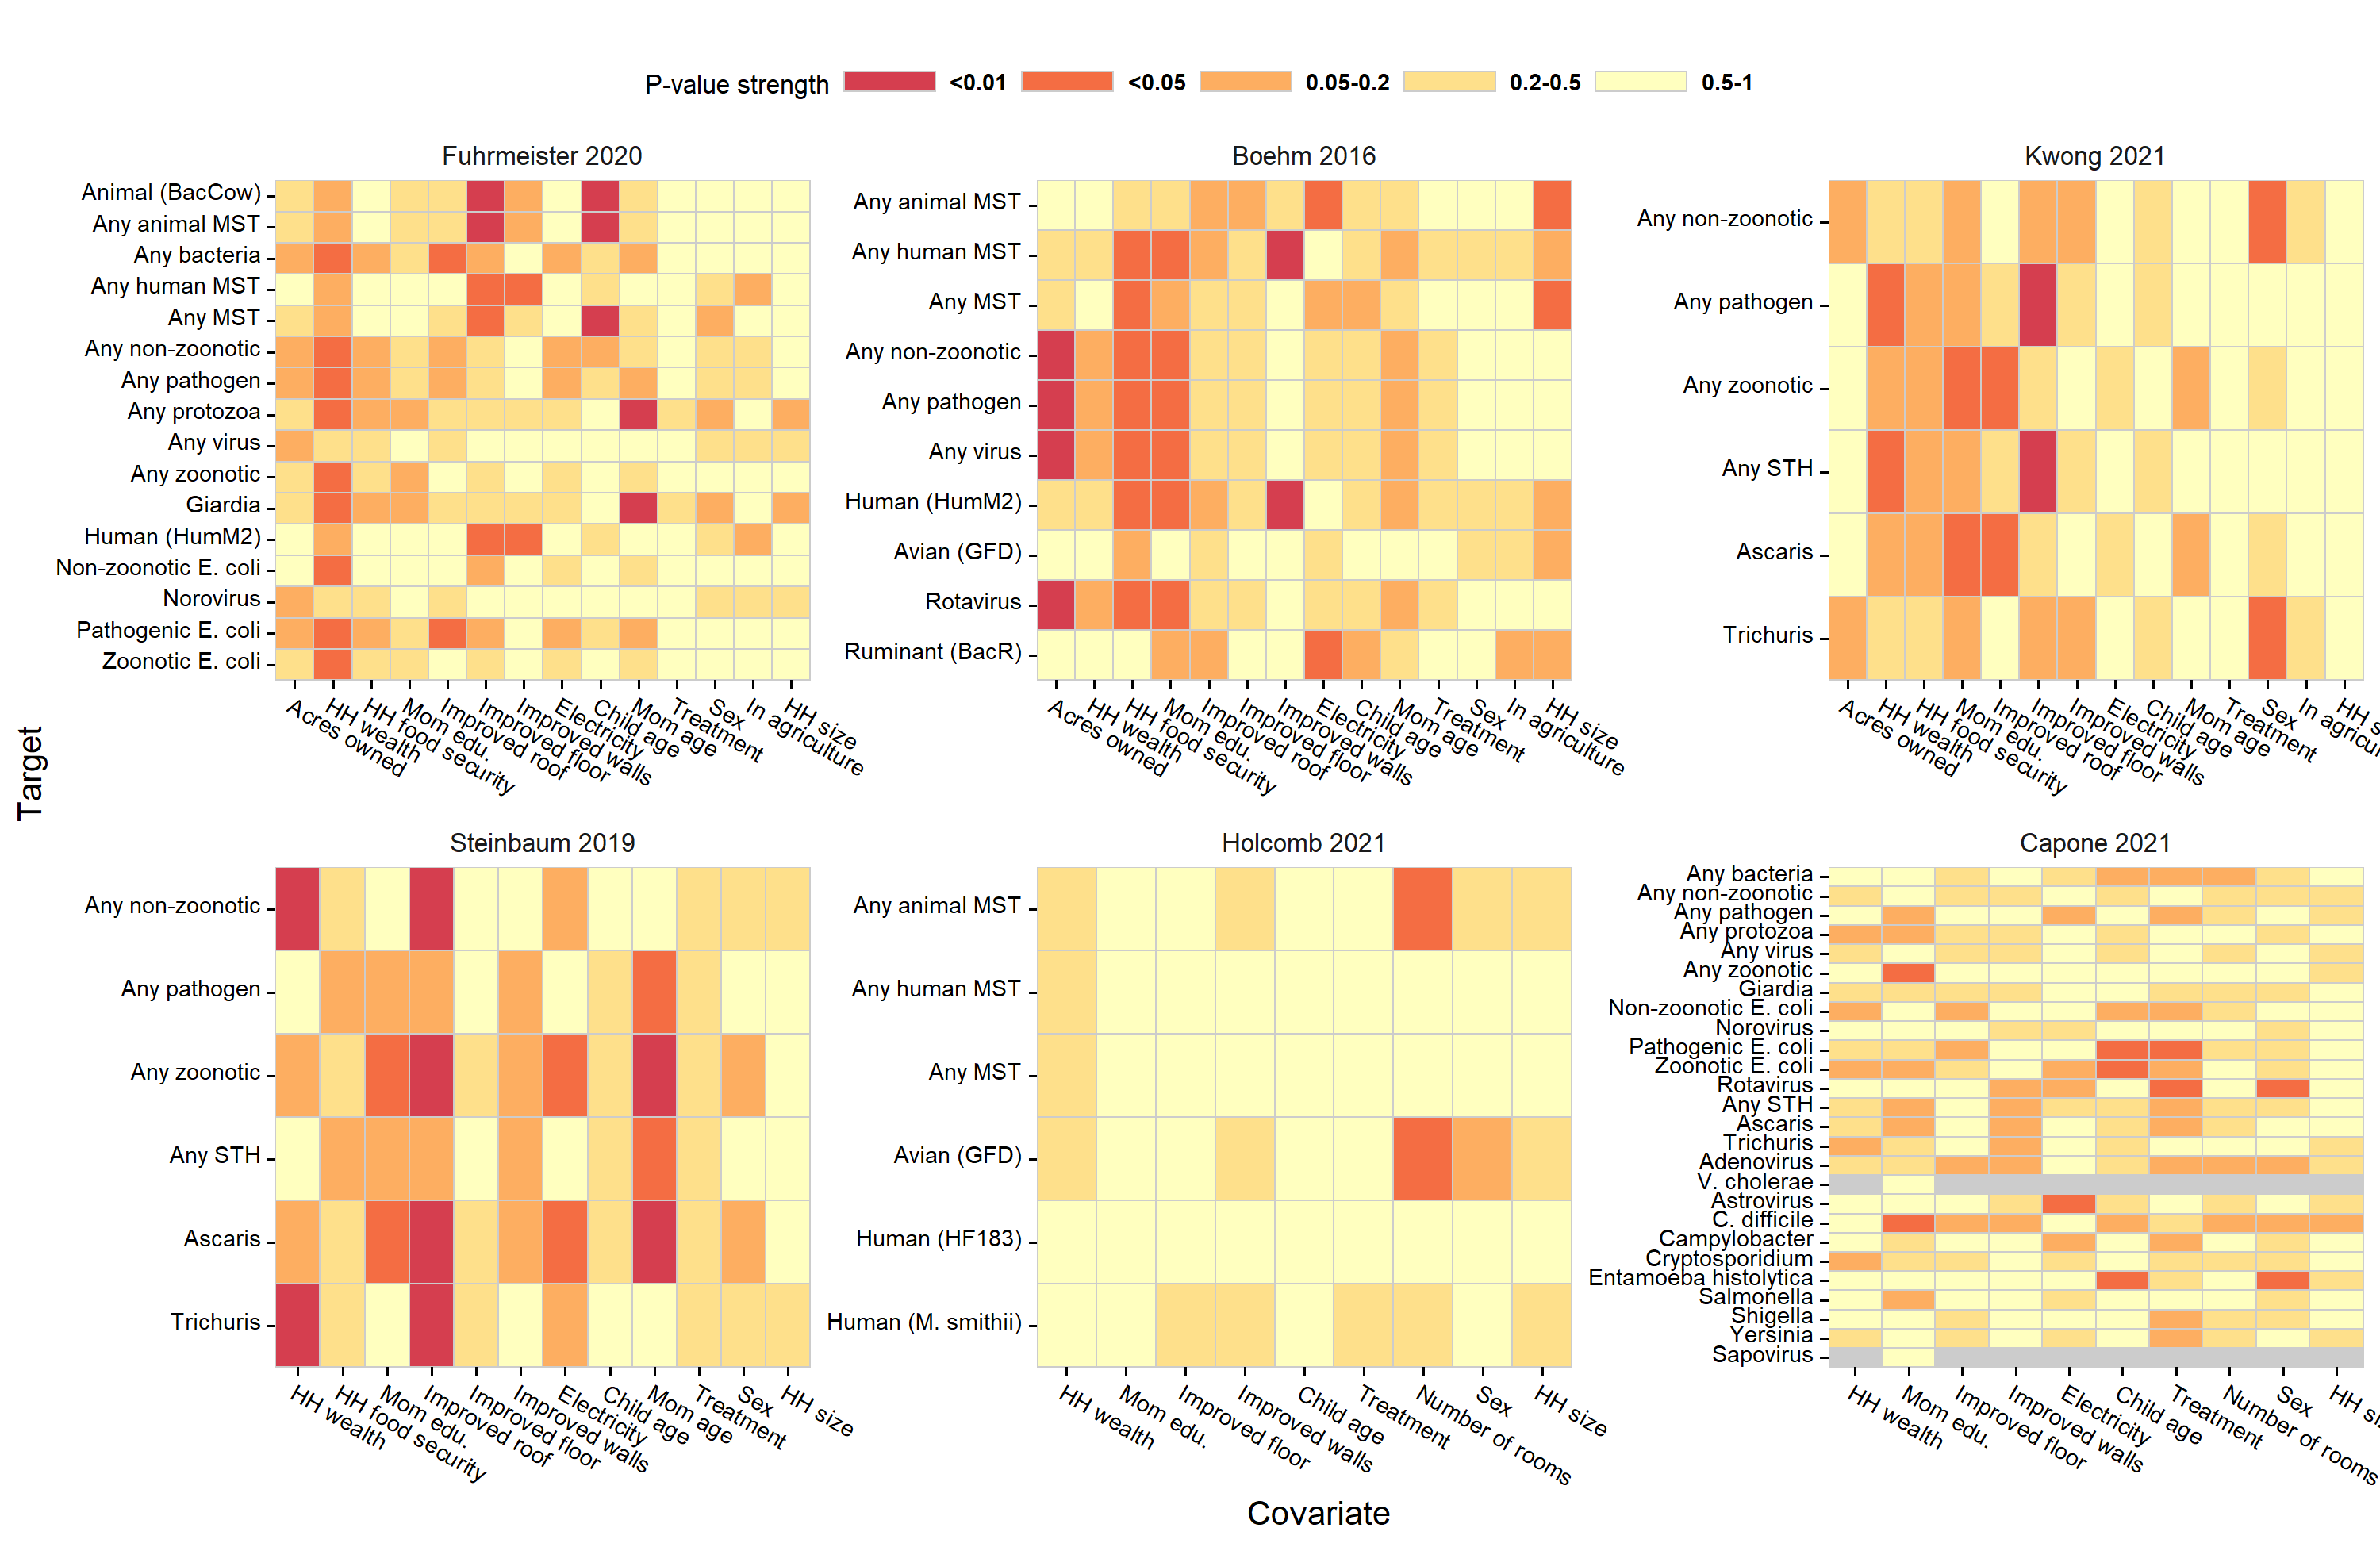 P-value strength <0.01 <0.05 0.05-0.2 0.2-0.5 0.5-1
Fuhrmeister 2020
Animal (BacCow)
Any animal MST
Any bacteria
Any human MST
Any MST
Any non-zoonotic
Any pathogen
Any protozoa
Any virus
Any zoonotic
Giardia
Human (HumM2)
Non-zoonotic E. coli
Norovirus
Pathogenic E. coli
Zoonotic E. coli
Acres owned
HH wealth
HH food security
Mom edu.
Improved roof
Improved floor
Improved walls
Electricity
Child age
Mom age
Treatment
Sex
In agriculture
HH size
Boehm 2016
Any animal MST
Any human MST
Any MST
Any non-zoonotic
Any pathogen
Any virus
Human (HumM2)
Avian (GFD)
Rotavirus
Ruminant (BacR)
Acres owned
HH wealth
HH food security
Mom edu.
Improved roof
Improved floor
Improved walls
Electricity
Child age
Mom age
Treatment
Sex
In agriculture
HH size
Kwong 2021
Any non-zoonotic
Any pathogen
Any zoonotic
Any STH
Ascaris
Trichuris
Acres owned
HH wealth
HH food security
Mom edu.
Improved roof
Improved floor
Improved walls
Electricity
Child age
Mom age
Treatment
Sex
In agricultu
HH s
Target
Steinbaum 2019
Any non-zoonotic
Any pathogen
Any zoonotic
Any STH
Ascaris
Trichuris
HH wealth
HH food security
Mom edu.
Improved roof
Improved floor
Improved walls
Electricity
Child age
Mom age
Treatment
Sex
HH size
Holcomb 2021
Any animal MST
Any human MST
Any MST
Avian (GFD)
Human (HF183)
Human (M. smithii)
HH wealth
Mom edu.
Improved floor
Improved walls
Child age
Treatment
Number of rooms
Sex
HH size
Capone 2021
Any bacteria
Any non-zoonotic
Any pathogen
Any protozoa
Any virus
Any zoonotic
Giardia
Non-zoonotic E. coli
Norovirus
Pathogenic E. coli
Zoonotic E. coli
Rotavirus
Any STH
Ascaris
Trichuris
Adenovirus
V. cholerae
Astrovirus
C. difficile
Campylobacter
Cryptosporidium
Entamoeba histolytica
Salmonella
Shigella
Yersinia
Sapovirus
HH wealth
Mom edu.
Improved floor
Improved walls
Electricity
Child age
Treatment
Number of rooms
Sex
HH si
Covariate